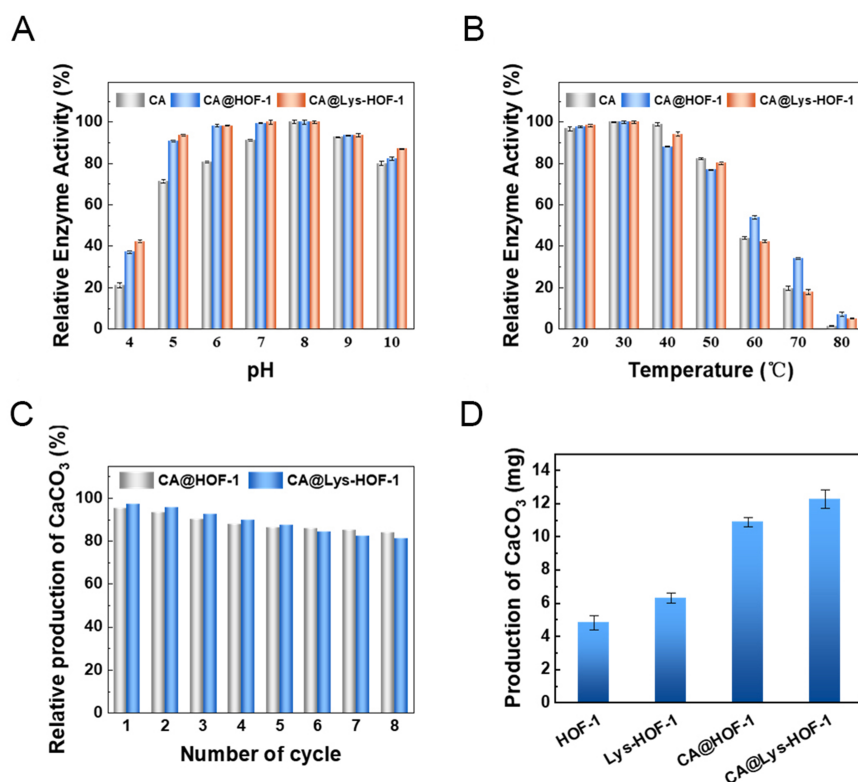 A
Relative Enzyme Activity (%)
CA CA@HOF-1 CA@Lys-HOF-1
100
80
60
40
20
0
4 5 6 7 8 9 10
pH
B
Relative Enzyme Activity (%)
CA CA@HOF-1 CA@Lys-HOF-1
100
80
60
40
20
0
20 30 40 50 60 70 80
Temperature (℃)
C
Relative production of CaCO3 (%)
CA@HOF-1 CA@Lys-HOF-1
100
80
60
40
20
0
1 2 3 4 5 6 7 8
Number of cycle
D
Production of CaCO3 (mg)
14
12
10
8
6
4
2
0
HOF-1 Lys-HOF-1 CA@HOF-1 CA@Lys-HOF-1